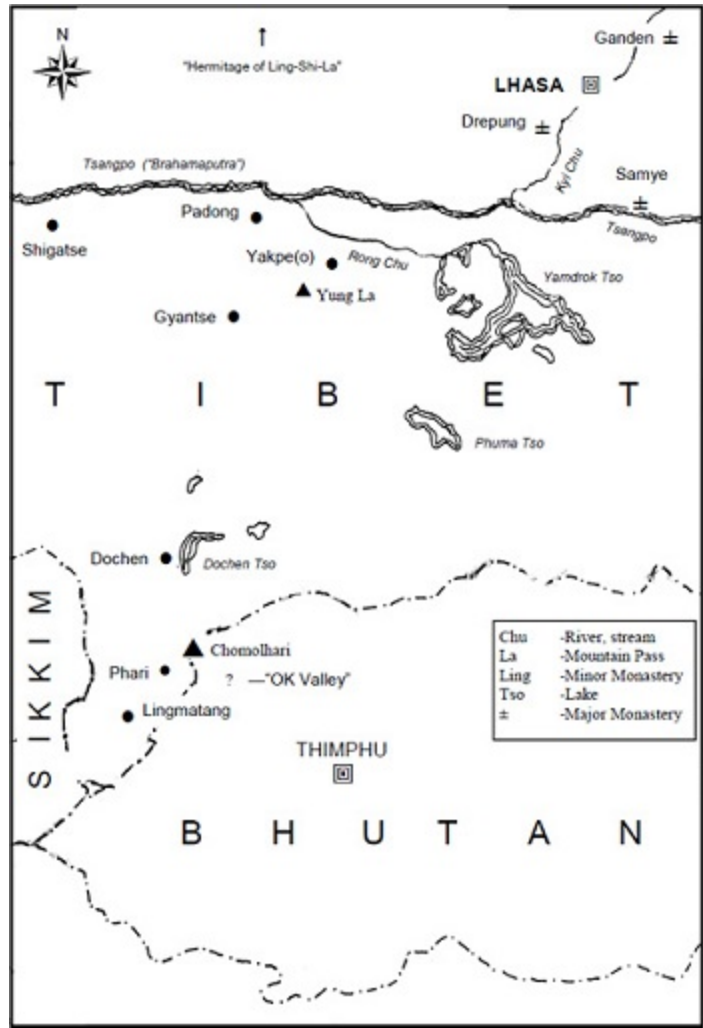 N
"Hermitage of Ling-Shi-La"
Ganden
LHASA
Drepung
Kyi Chu
Tsangpo ("Brahamaputra")
Samye
Padong
Tsangpo
Shigatse
Yakpe(o)
Rong Chu
Yamdrok Tso
Yung La
Gyantse
T I B E T
Phuma Tso
Dochen
Dochen Tso
SIKKIM
Chomolhari
Phari
? —"OK Valley"
Lingmatang
Chu -River, stream
La -Mountain Pass
Ling -Minor Monastery
Tso -Lake
± -Major Monastery
THIMPHU
B H U T A N